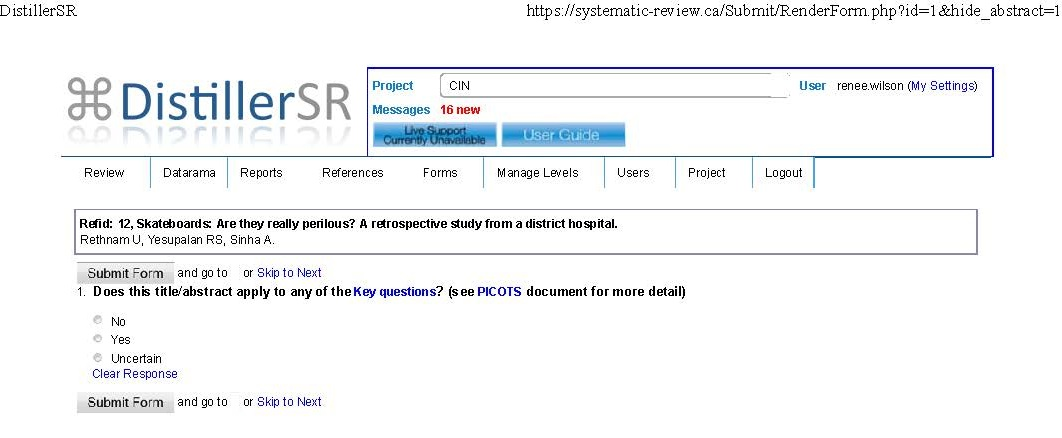 DistillerSR https://systematic-review.ca/Submit/RenderForm.php?id=1&hide_abstract=1
DistillerSR
Project CIN User renee.wilson (My Settings)
Messages 16 new
Live Support
Currently Unavailable
User Guide
Review Datarama Reports References Forms Manage Levels Users Project Logout
Refid: 12, Skateboards: Are they really perilous? A retrospective study from a district hospital.
Rethnam U, Yesupalan RS, Sinha A.
Submit Form and go to or Skip to Next
1. Does this title/abstract apply to any of the Key questions? (see PICOTS document for more detail)
No
Yes
Uncertain
Clear Response
Submit Form and go to or Skip to Next